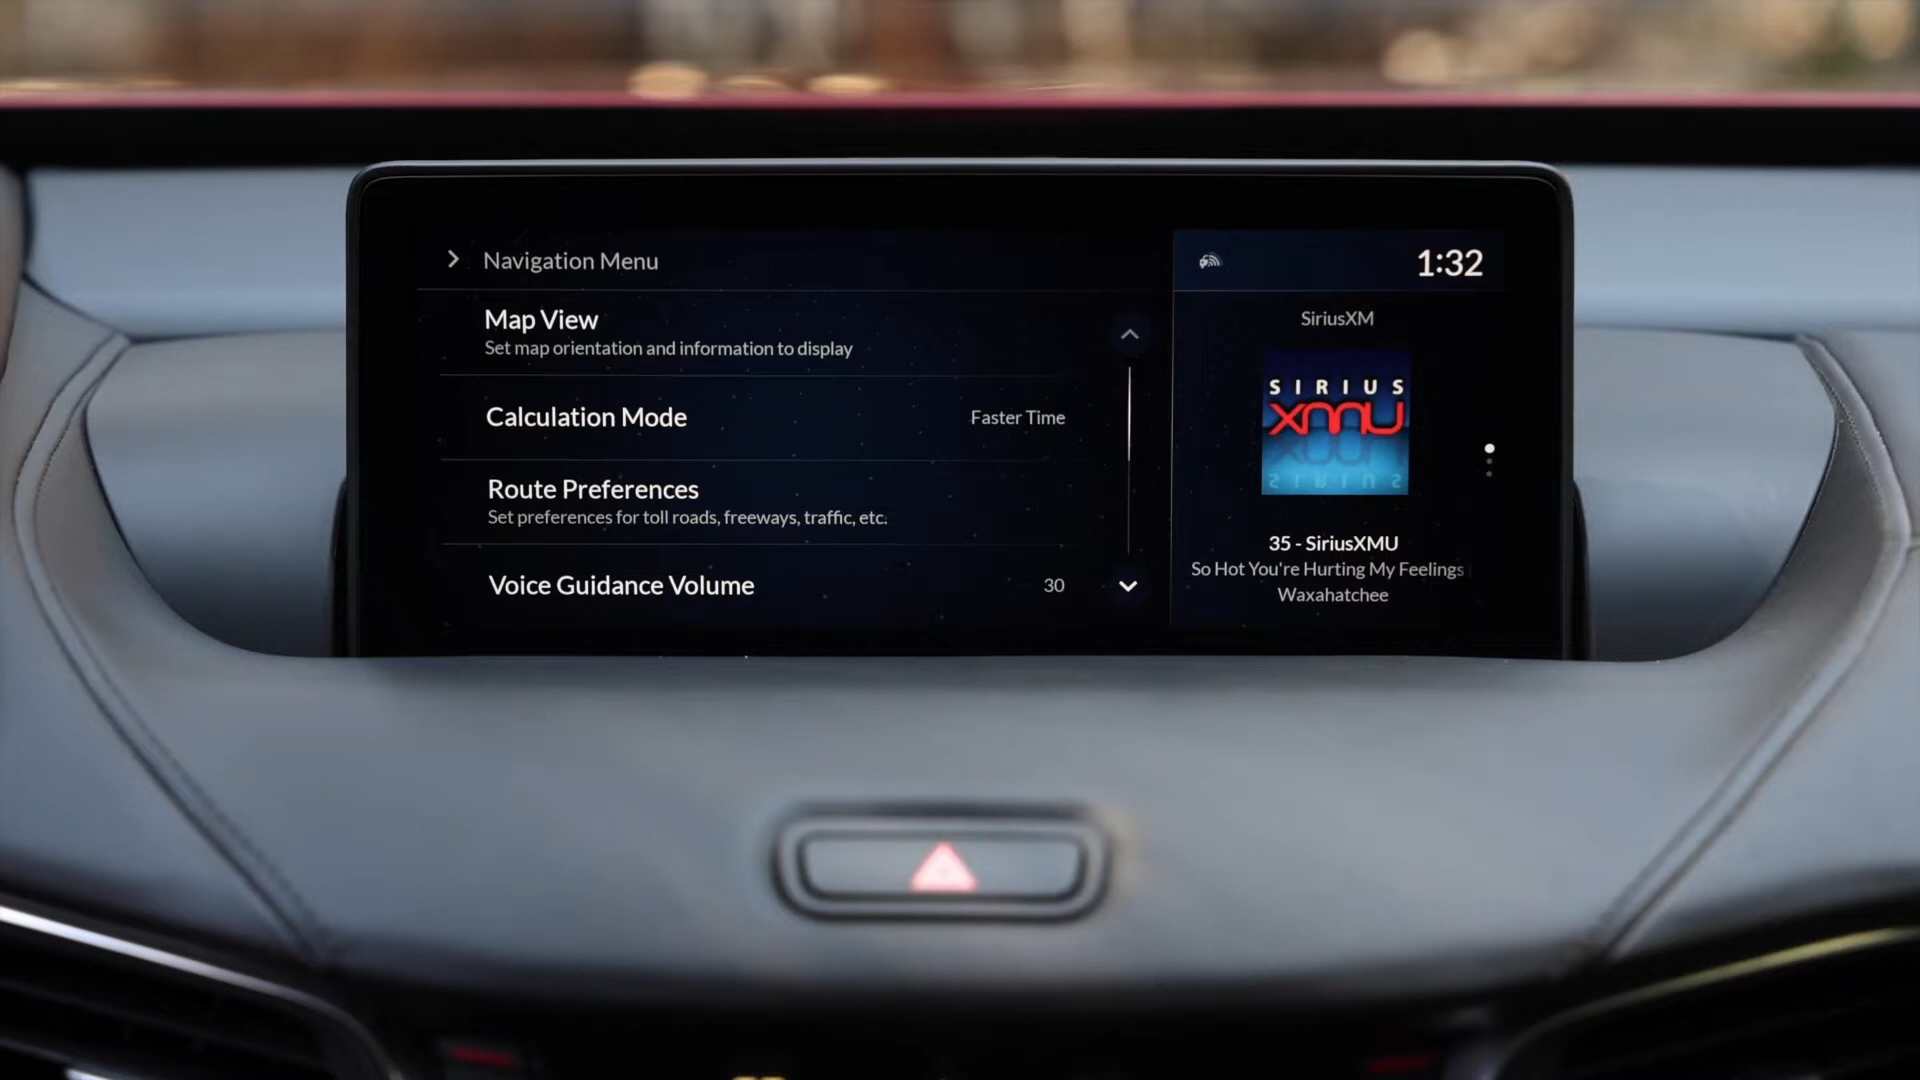 Navigation Menu
Map View
Set map orientation and information to display
Calculation Mode
Faster Time
Route Preferences
Set preferences for toll roads, freeways, traffic, etc.
Voice Guidance Volume
30
1:32
SiriusXM
SIRIUS
XMU
35 - SiriusXMU
So Hot You're Hurting My Feelings
Waxahatchee